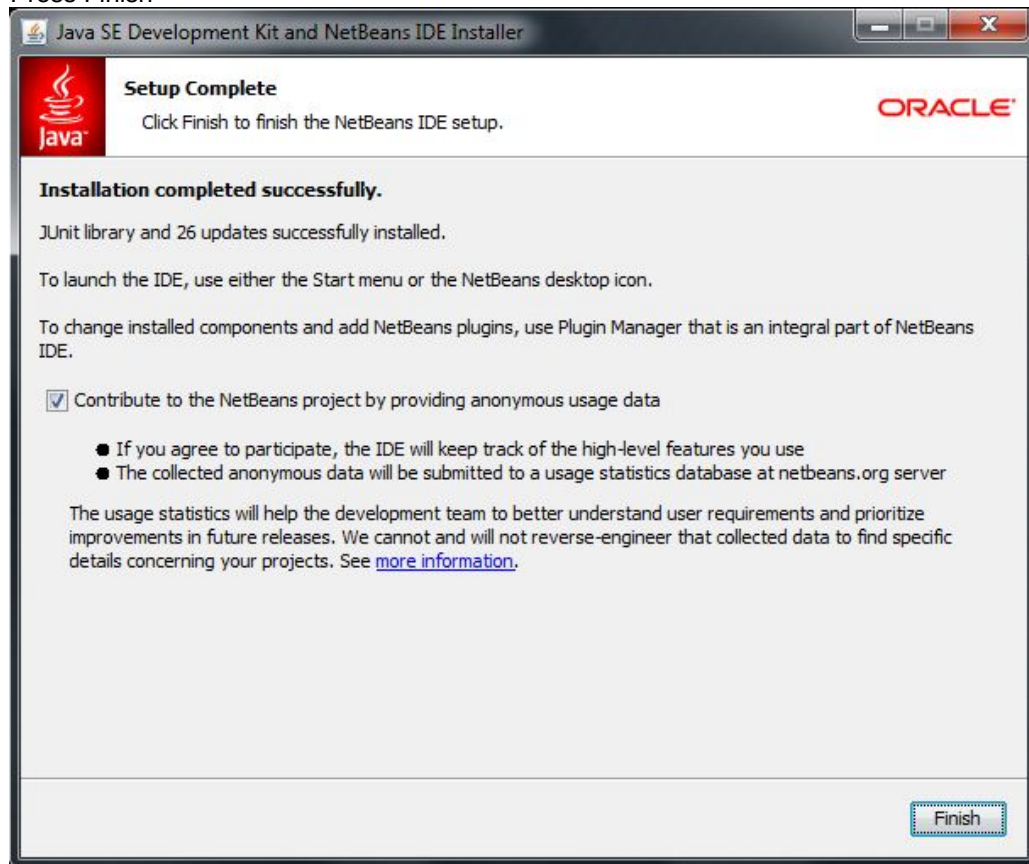 Press Finish
Java SE Development Kit and NetBeans IDE Installer
Setup Complete
Click Finish to finish the NetBeans IDE setup.
Java™
ORACLE
Installation completed successfully.
JUnit library and 26 updates successfully installed.
To launch the IDE, use either the Start menu or the NetBeans desktop icon.
To change installed components and add NetBeans plugins, use Plugin Manager that is an integral part of NetBeans
IDE.
Contribute to the NetBeans project by providing anonymous usage data
If you agree to participate, the IDE will keep track of the high-level features you use
The collected anonymous data will be submitted to a usage statistics database at netbeans.org server
The usage statistics will help the development team to better understand user requirements and prioritize
improvements in future releases. We cannot and will not reverse-engineer that collected data to find specific
details concerning your projects. See more information.
Finish